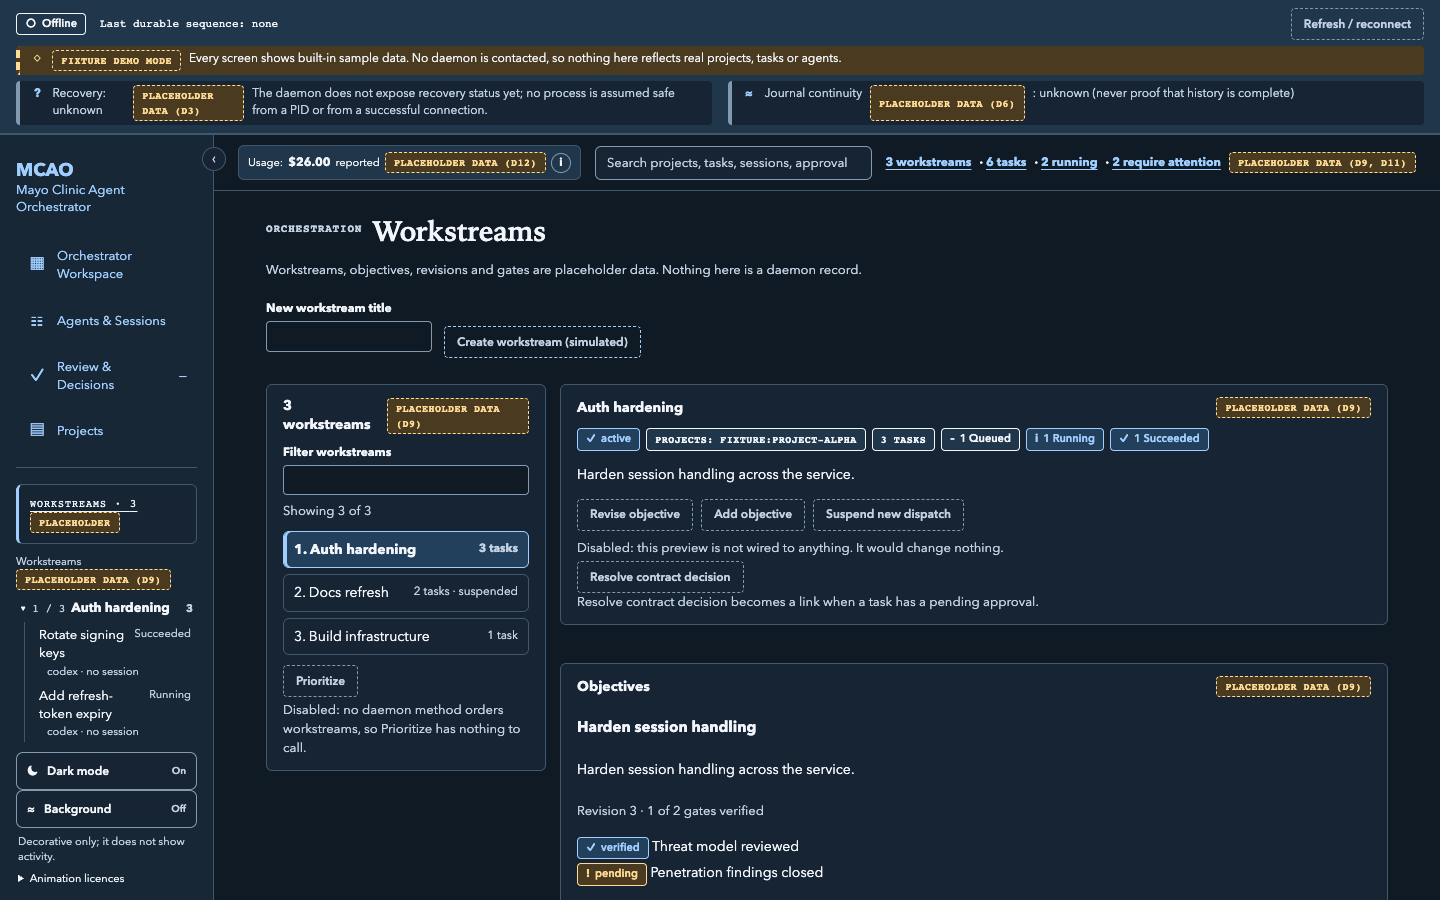 Offline
Last durable sequence: none
Refresh / reconnect
FIXTURE DEMO MODE
Every screen shows built-in sample data. No daemon is contacted, so nothing here reflects real projects, tasks or agents.
? Recovery:
unknown
PLACEHOLDER
DATA (D3)
The daemon does not expose recovery status yet; no process is assumed safe
from a PID or from a successful connection.
≈ Journal continuity
PLACEHOLDER DATA (D6)
: unknown (never proof that history is complete)
MCAO
Mayo Clinic Agent
Orchestrator
‹
Usage: $26.00 reported
PLACEHOLDER DATA (D12)
i
Search projects, tasks, sessions, approval
3 workstreams · 6 tasks · 2 running · 2 require attention
PLACEHOLDER DATA (D9, D11)
Orchestrator
Workspace
Agents & Sessions
Review &
Decisions
–
Projects
WORKSTREAMS · 3
PLACEHOLDER
Workstreams
PLACEHOLDER DATA (D9)
▾ 1 / 3 Auth hardening 3
Rotate signing
keys
Succeeded
codex · no session
Add refresh-
token expiry
Running
codex · no session
Dark mode On
≈ Background Off
Decorative only; it does not show
activity.
▶ Animation licences
ORCHESTRATION Workstreams
Workstreams, objectives, revisions and gates are placeholder data. Nothing here is a daemon record.
New workstream title
Create workstream (simulated)
3
workstreams
PLACEHOLDER DATA
(D9)
Filter workstreams
Showing 3 of 3
1. Auth hardening 3 tasks
2. Docs refresh 2 tasks · suspended
3. Build infrastructure 1 task
Prioritize
Disabled: no daemon method orders
workstreams, so Prioritize has nothing to
call.
Auth hardening
PLACEHOLDER DATA (D9)
✓ active
PROJECTS: FIXTURE:PROJECT-ALPHA
3 TASKS
– 1 Queued
i 1 Running
✓ 1 Succeeded
Harden session handling across the service.
Revise objective
Add objective
Suspend new dispatch
Disabled: this preview is not wired to anything. It would change nothing.
Resolve contract decision
Resolve contract decision becomes a link when a task has a pending approval.
Objectives
PLACEHOLDER DATA (D9)
Harden session handling
Harden session handling across the service.
Revision 3 · 1 of 2 gates verified
✓ verified Threat model reviewed
! pending Penetration findings closed